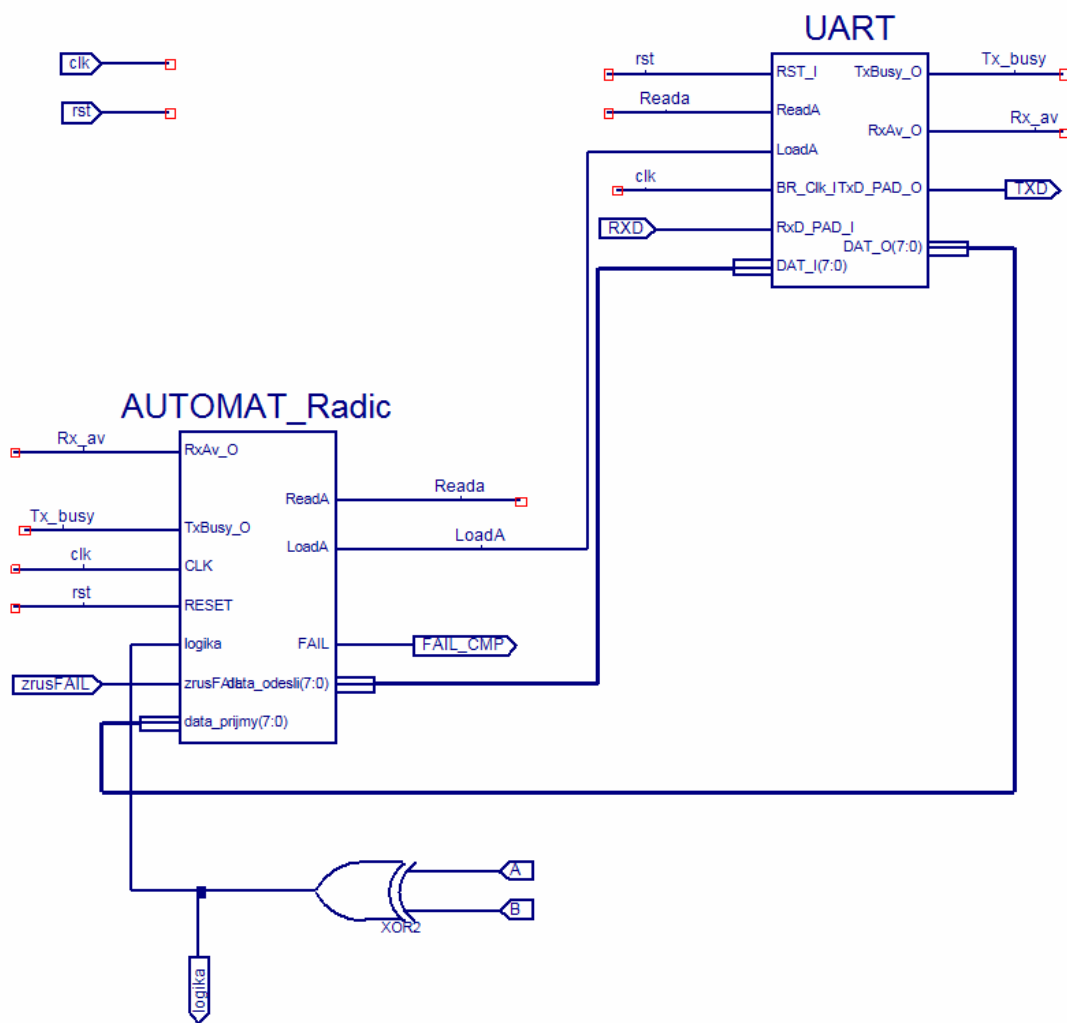 clk
rst
UART
rst
RST_I
TxBusy_O
Tx_busy
Reada
ReadA
RxAv_O
Rx_av
LoadA
clk
BR_Clk_I
TxD_PAD_O
TXD
RXD
RxD_PAD_I
DAT_O(7:0)
DAT_I(7:0)
AUTOMAT_Radic
Rx_av
RxAv_O
ReadA
Reada
Tx_busy
TxBusy_O
LoadA
LoadA
clk
CLK
rst
RESET
logika
FAIL
FAIL_CMP
zrusFAIL
zrusFAIL
data_odesli(7:0)
data_prijmy(7:0)
A
B
XOR2
logika